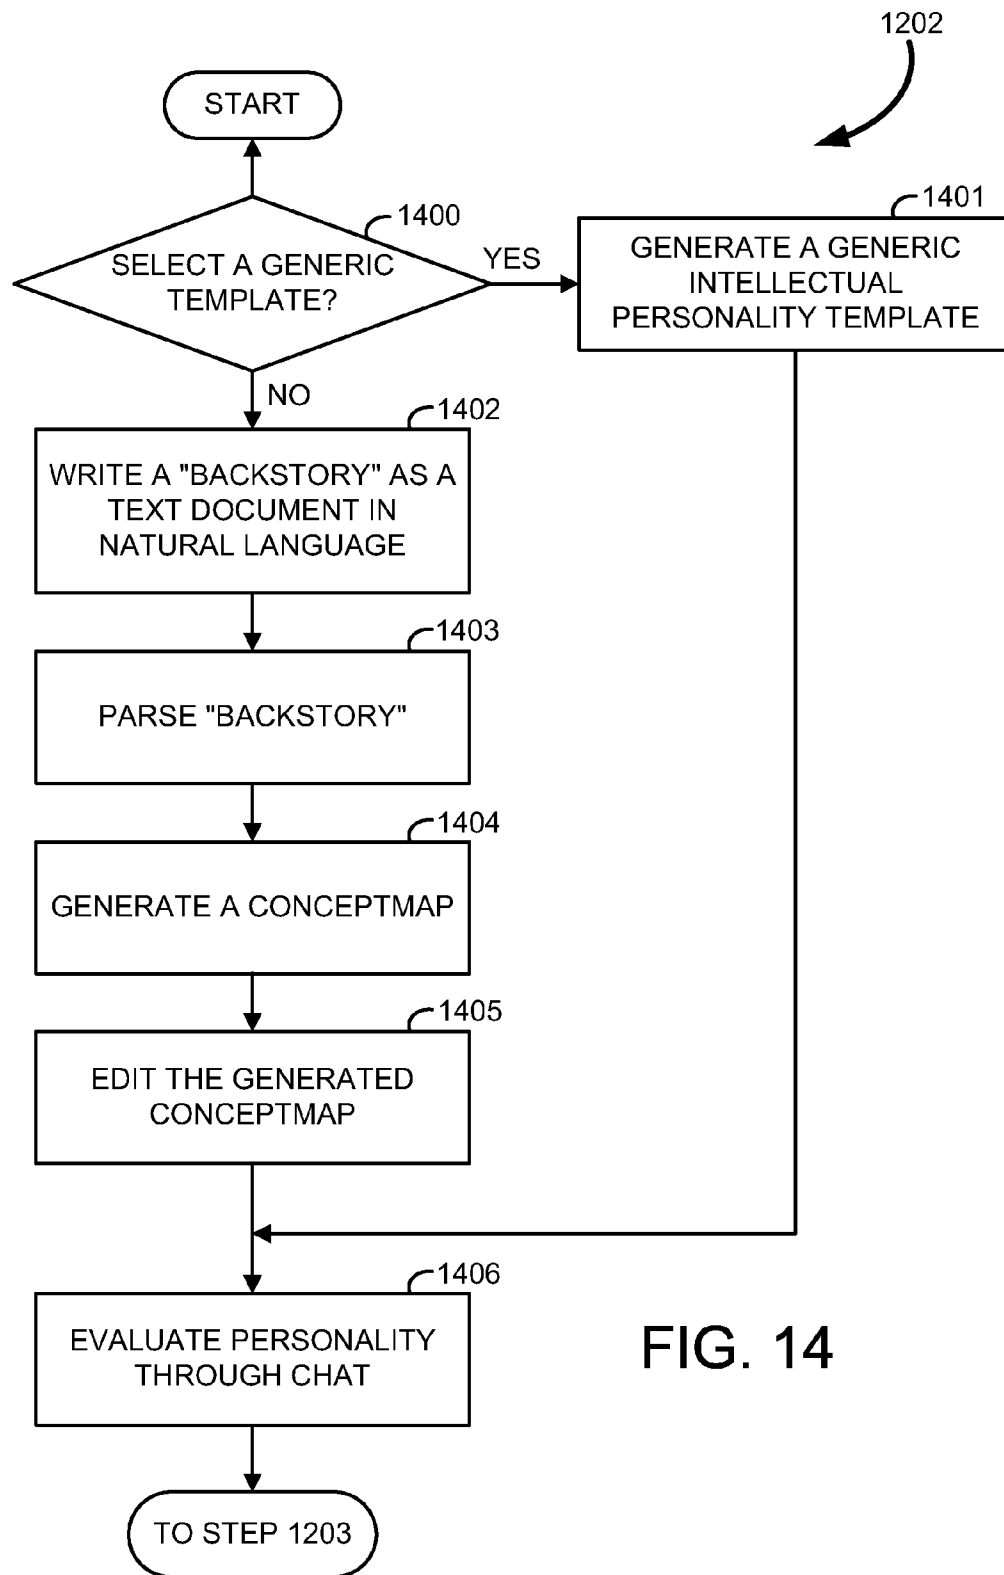 1202
START
1400
SELECT A GENERIC
TEMPLATE?
YES
1401
GENERATE A GENERIC
INTELLECTUAL
PERSONALITY TEMPLATE
NO
1402
WRITE A "BACKSTORY" AS A
TEXT DOCUMENT IN
NATURAL LANGUAGE
1403
PARSE "BACKSTORY"
1404
GENERATE A CONCEPTMAP
1405
EDIT THE GENERATED
CONCEPTMAP
1406
EVALUATE PERSONALITY
THROUGH CHAT
FIG. 14
TO STEP 1203